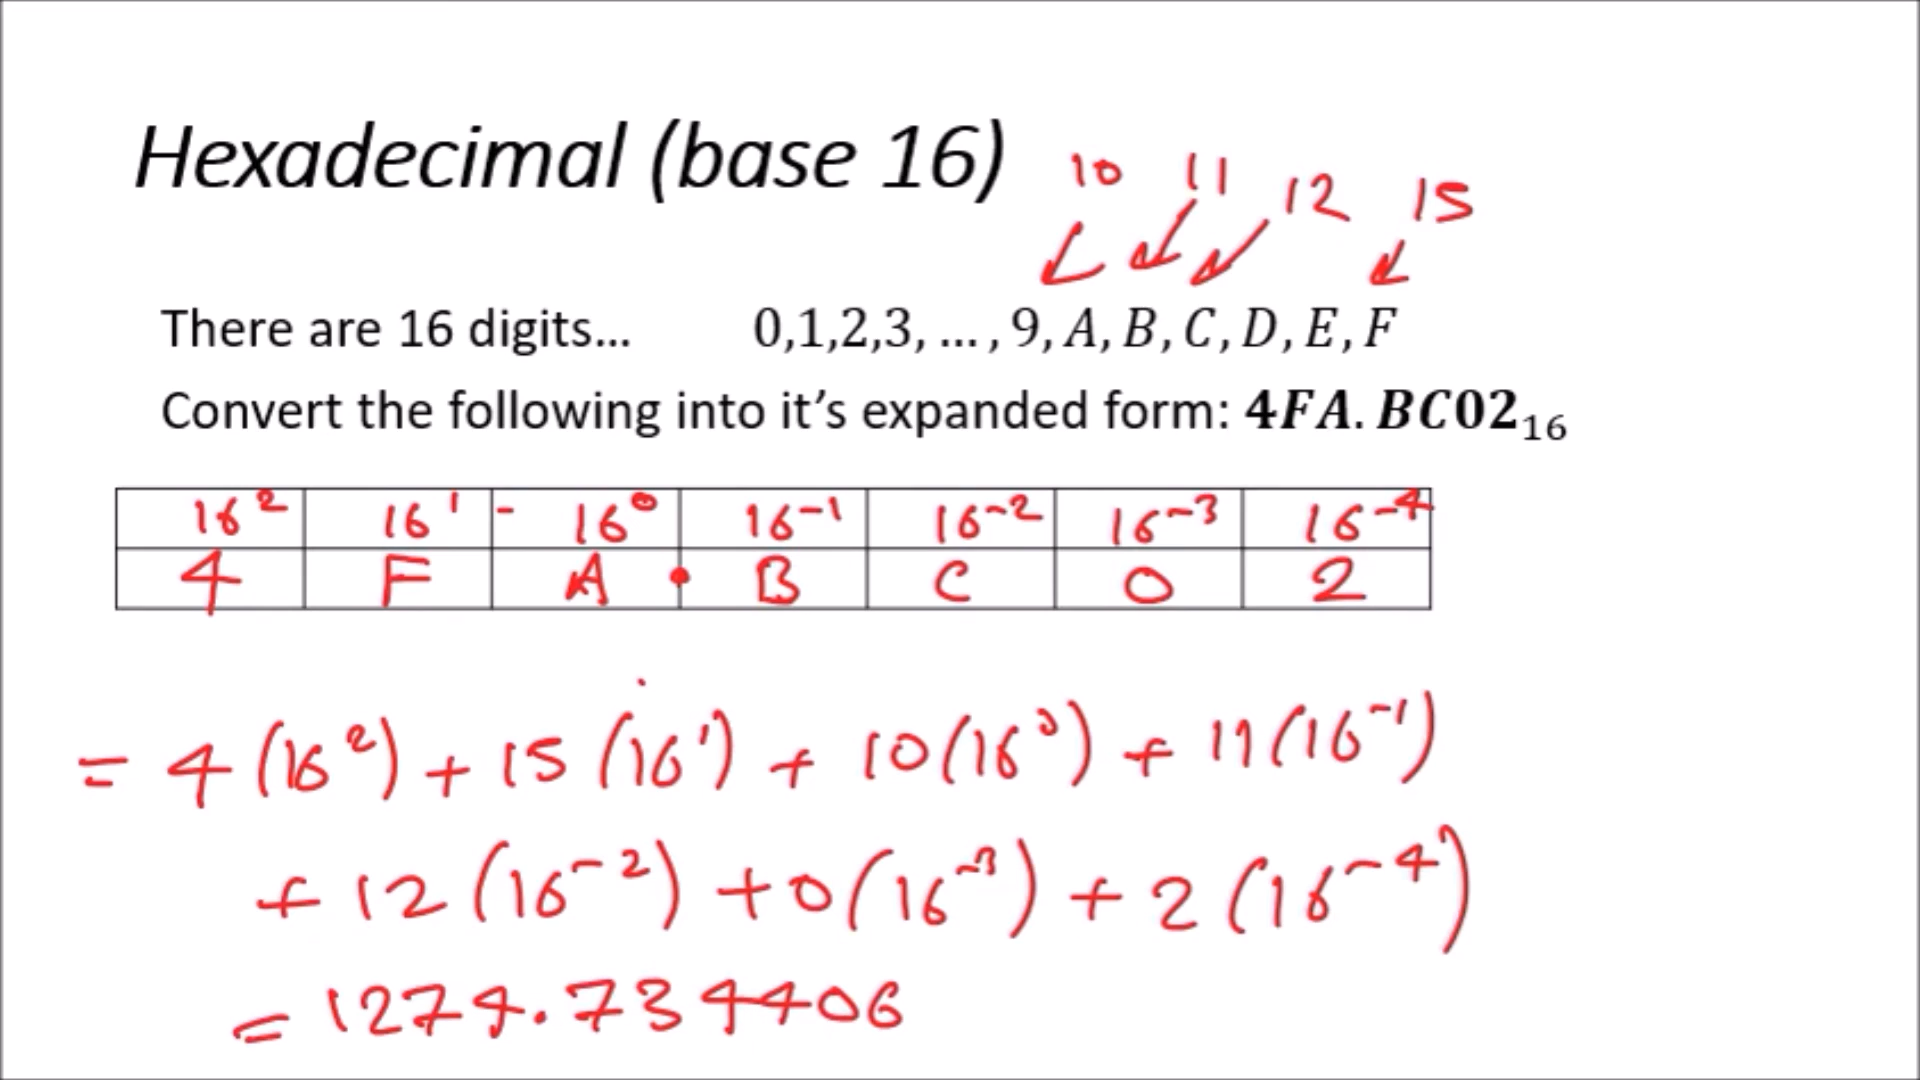 Hexadecimal (base 16)
10 11 12 15
There are 16 digits... 0,1,2,3, ... , 9, A, B, C, D, E, F
Convert the following into it's expanded form: 4FA.BC02₁₆
16² 16¹ - 16⁰ 16⁻¹ 16⁻² 16⁻³ 16⁻⁴
4 F A . B C 0 2
= 4(16²) + 15(16¹) + 10(16⁰) + 11(16⁻¹)
+ 12(16⁻²) + 0(16⁻³) + 2(16⁻⁴)
= 1274.734406